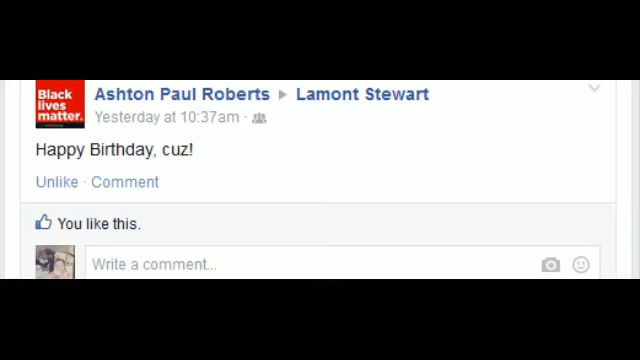 Black
lives
matter.
Ashton Paul Roberts ▸ Lamont Stewart
Yesterday at 10:37am ·
Happy Birthday, cuz!
Unlike · Comment
You like this.
Write a comment...